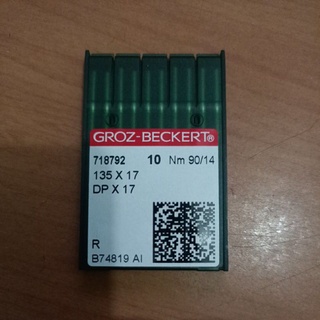 GROZ-BECKERT®
718792 10 Nm 90/14
135 X 17
DP X 17
R
B74819 AI